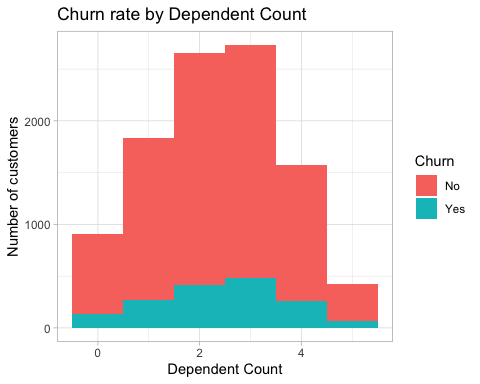 Churn rate by Dependent Count
Number of customers
2000
1000
0
0 2 4
Dependent Count
Churn
No
Yes